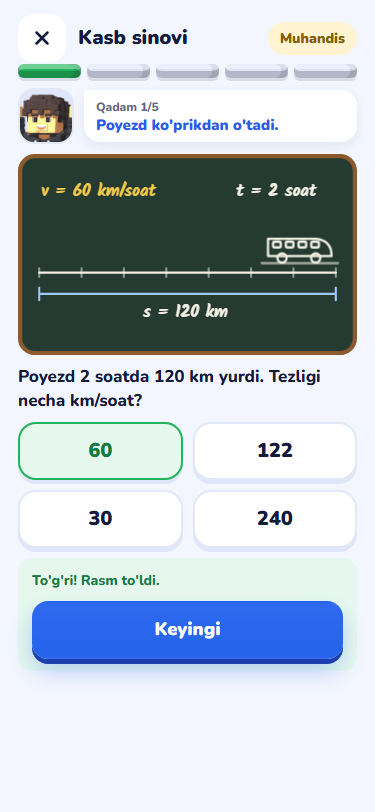 Kasb sinovi
Muhandis
Qadam 1/5
Poyezd ko'prikdan o'tadi.
v = 60 km/soat
t = 2 soat
s = 120 km
Poyezd 2 soatda 120 km yurdi. Tezligi
necha km/soat?
60
122
30
240
To'g'ri! Rasm to'ldi.
Keyingi